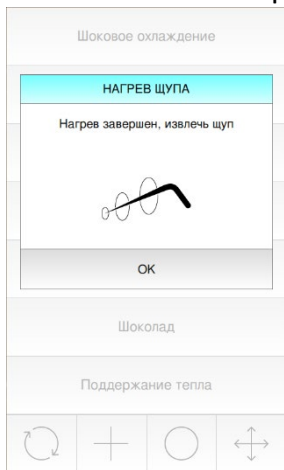 Шоковое охлаждение
НАГРЕВ ЩУПА
Нагрев завершен, извлечь щуп
OK
Шоколад
Поддержание тепла